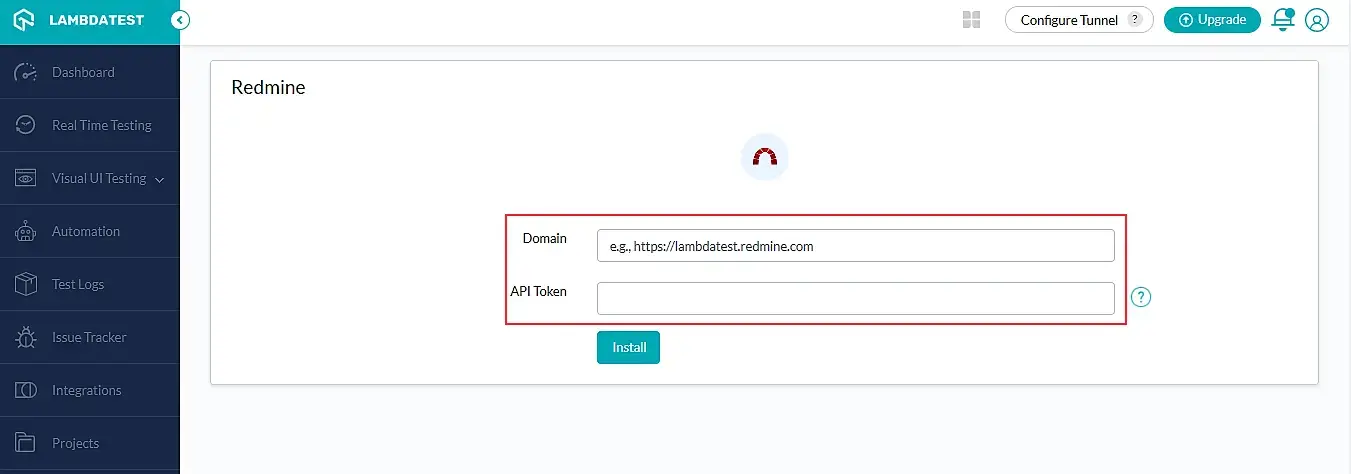 LAMBDATEST
Configure Tunnel ?
Upgrade
Dashboard
Real Time Testing
Visual UI Testing
Automation
Test Logs
Issue Tracker
Integrations
Projects
Redmine
Domain
e.g., https://lambdatest.redmine.com
API Token
?
Install